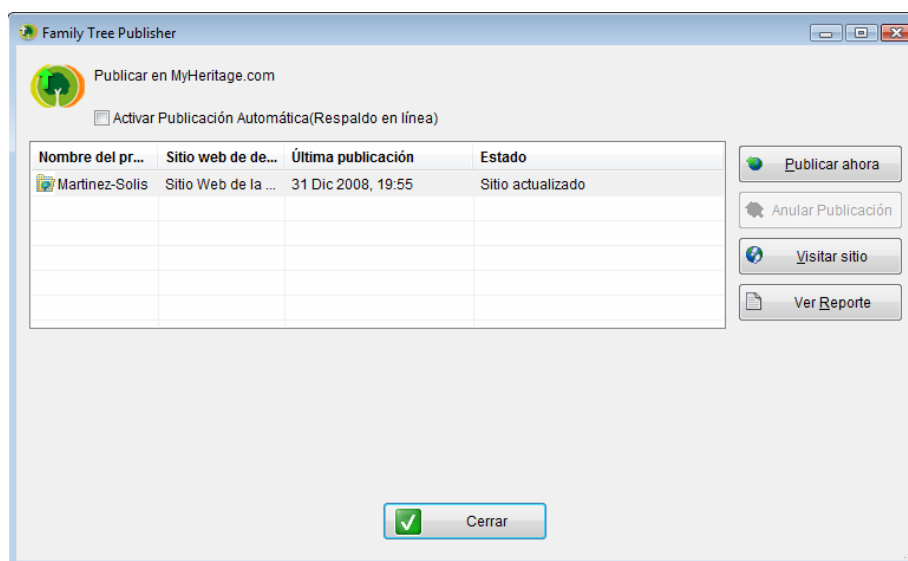 Family Tree Publisher
Publicar en MyHeritage.com
Activar Publicación Automática(Respaldo en línea)
Nombre del pr... Sitio web de de... Última publicación Estado
Martinez-Solis Sitio Web de la ... 31 Dic 2008, 19:55 Sitio actualizado
Publicar ahora
Anular Publicación
Visitar sitio
Ver Reporte
Cerrar